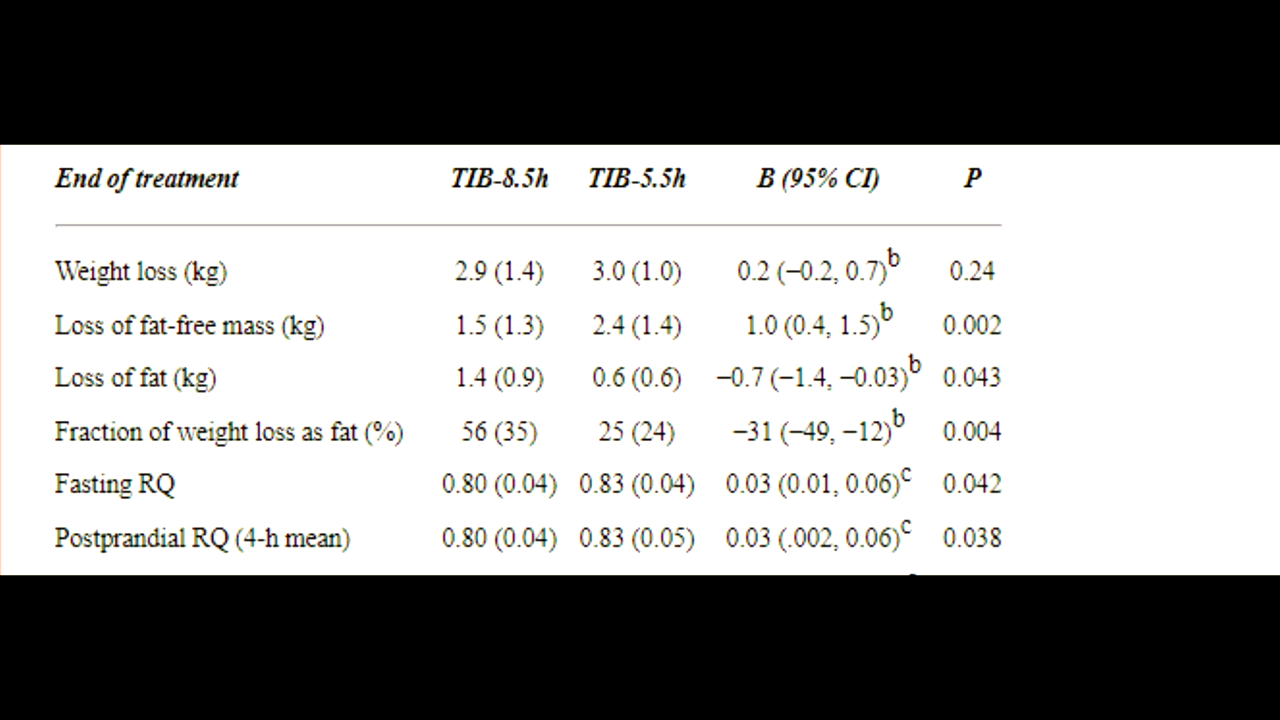 End of treatment TIB-8.5h TIB-5.5h B (95% CI) P
Weight loss (kg) 2.9 (1.4) 3.0 (1.0) 0.2 (−0.2, 0.7)b 0.24
Loss of fat-free mass (kg) 1.5 (1.3) 2.4 (1.4) 1.0 (0.4, 1.5)b 0.002
Loss of fat (kg) 1.4 (0.9) 0.6 (0.6) −0.7 (−1.4, −0.03)b 0.043
Fraction of weight loss as fat (%) 56 (35) 25 (24) −31 (−49, −12)b 0.004
Fasting RQ 0.80 (0.04) 0.83 (0.04) 0.03 (0.01, 0.06)c 0.042
Postprandial RQ (4-h mean) 0.80 (0.04) 0.83 (0.05) 0.03 (.002, 0.06)c 0.038